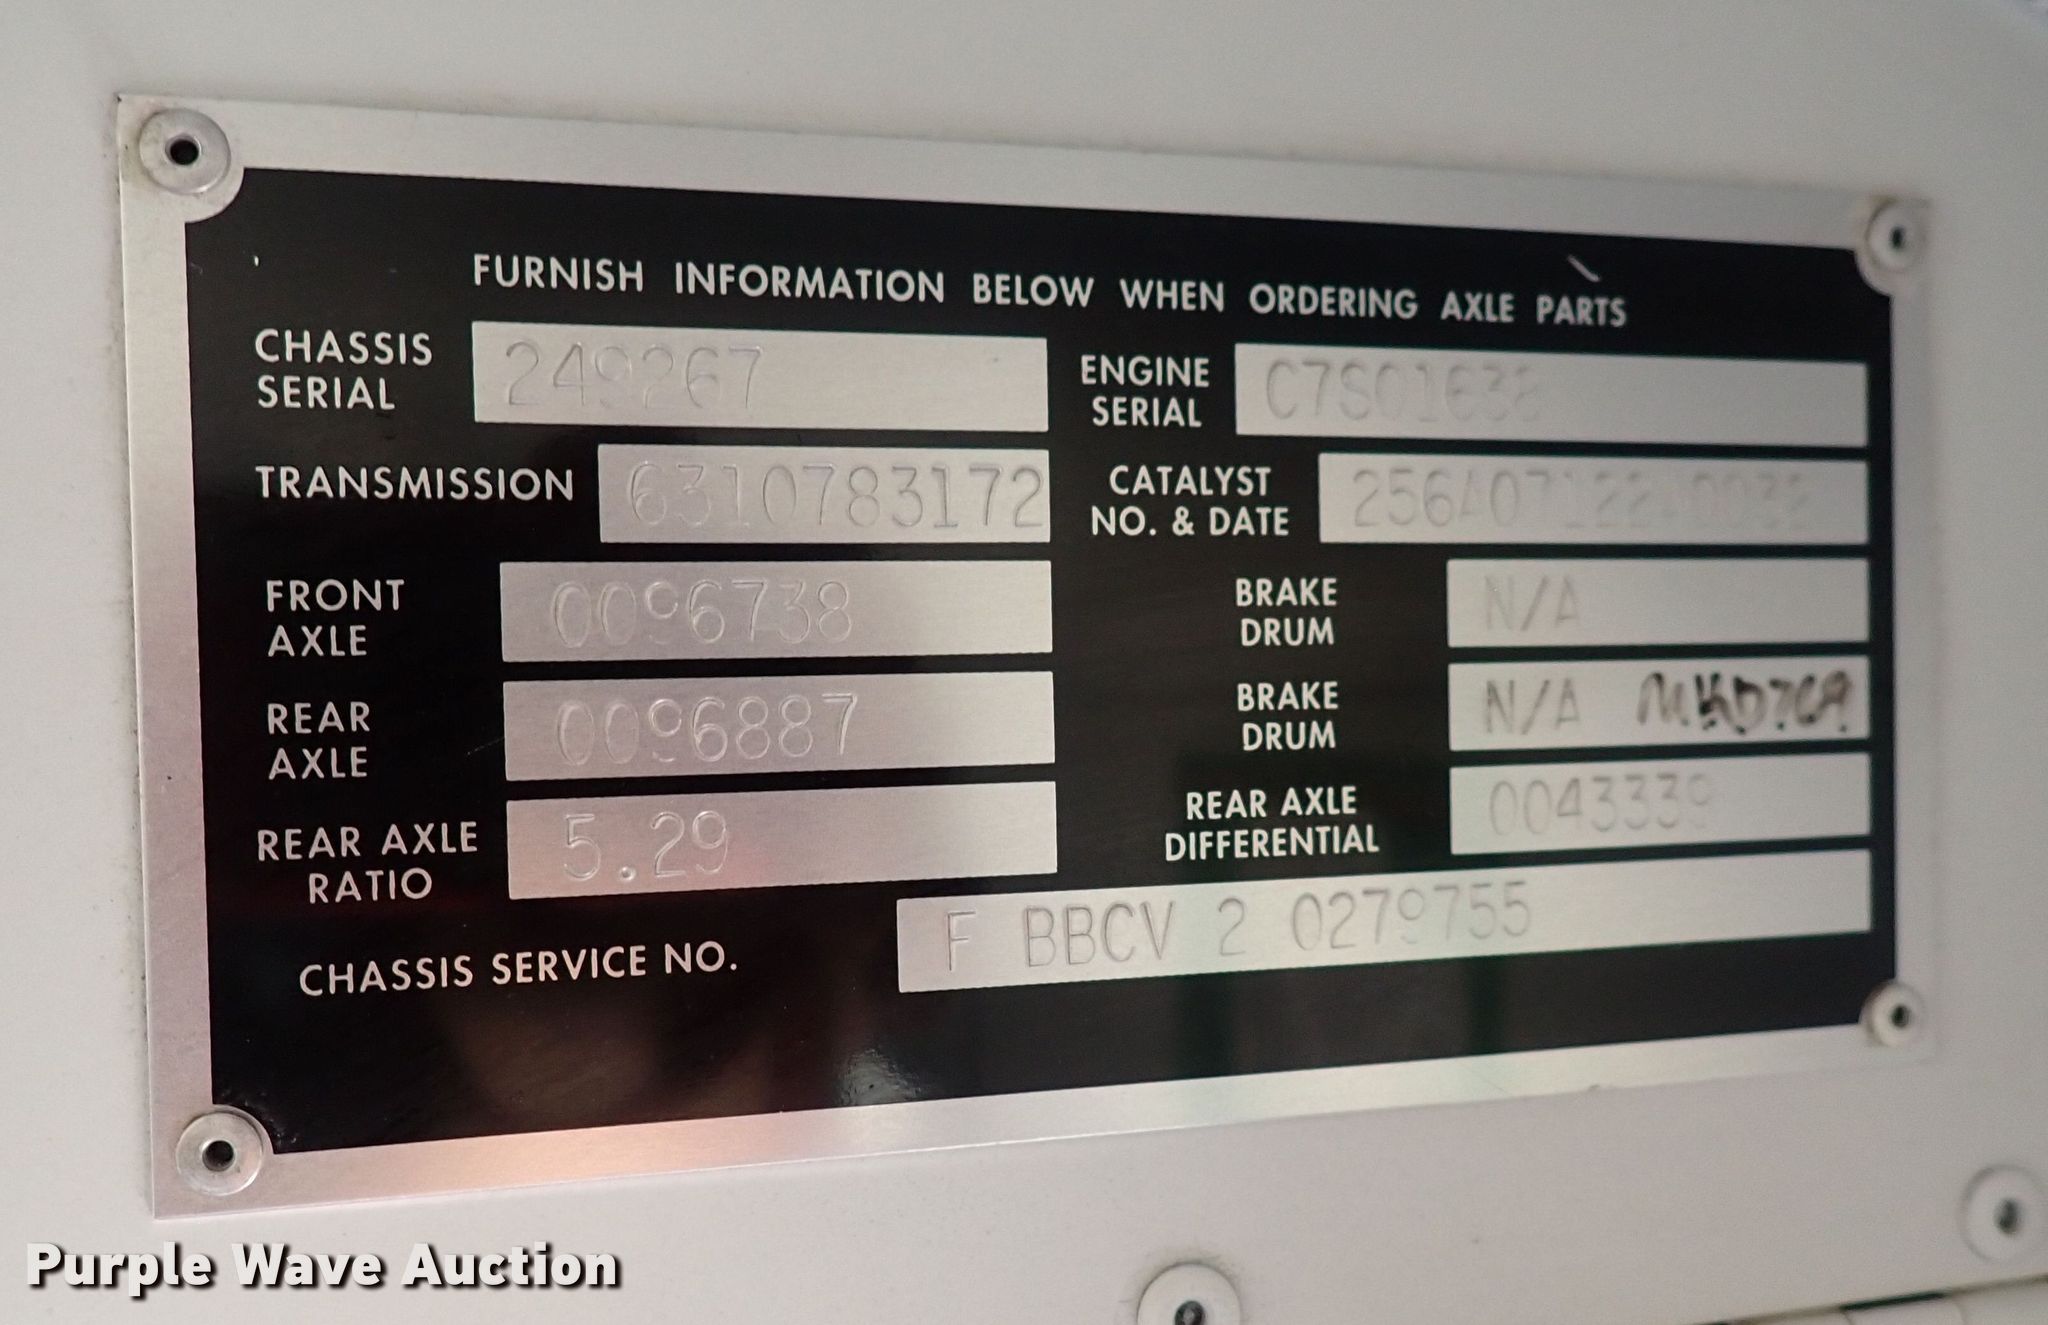 FURNISH INFORMATION BELOW WHEN ORDERING AXLE PARTS
CHASSIS SERIAL 249267
ENGINE SERIAL C7S01638
TRANSMISSION 6310783172
CATALYST NO. & DATE
FRONT AXLE 0096738
BRAKE DRUM N/A
REAR AXLE 0096887
BRAKE DRUM N/A
REAR AXLE RATIO 5.29
REAR AXLE DIFFERENTIAL 0043339
CHASSIS SERVICE NO. F BBCV 2 0279755
Purple Wave Auction